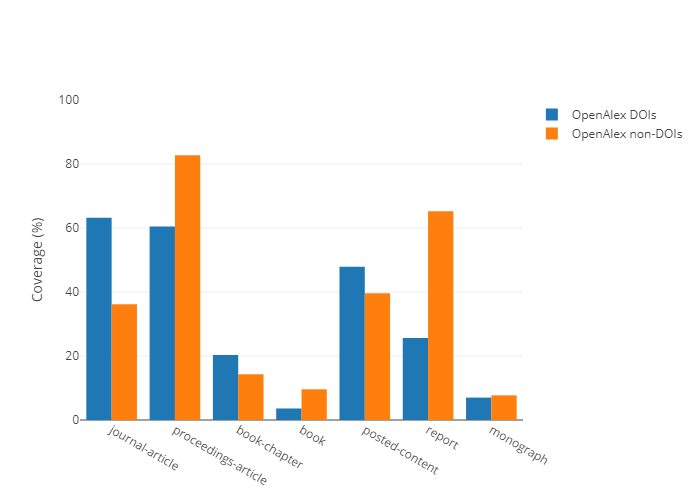 100
80
60
40
20
0
Coverage (%)
journal-article
proceedings-article
book-chapter
book
posted-content
report
monograph
OpenAlex DOIs
OpenAlex non-DOIs